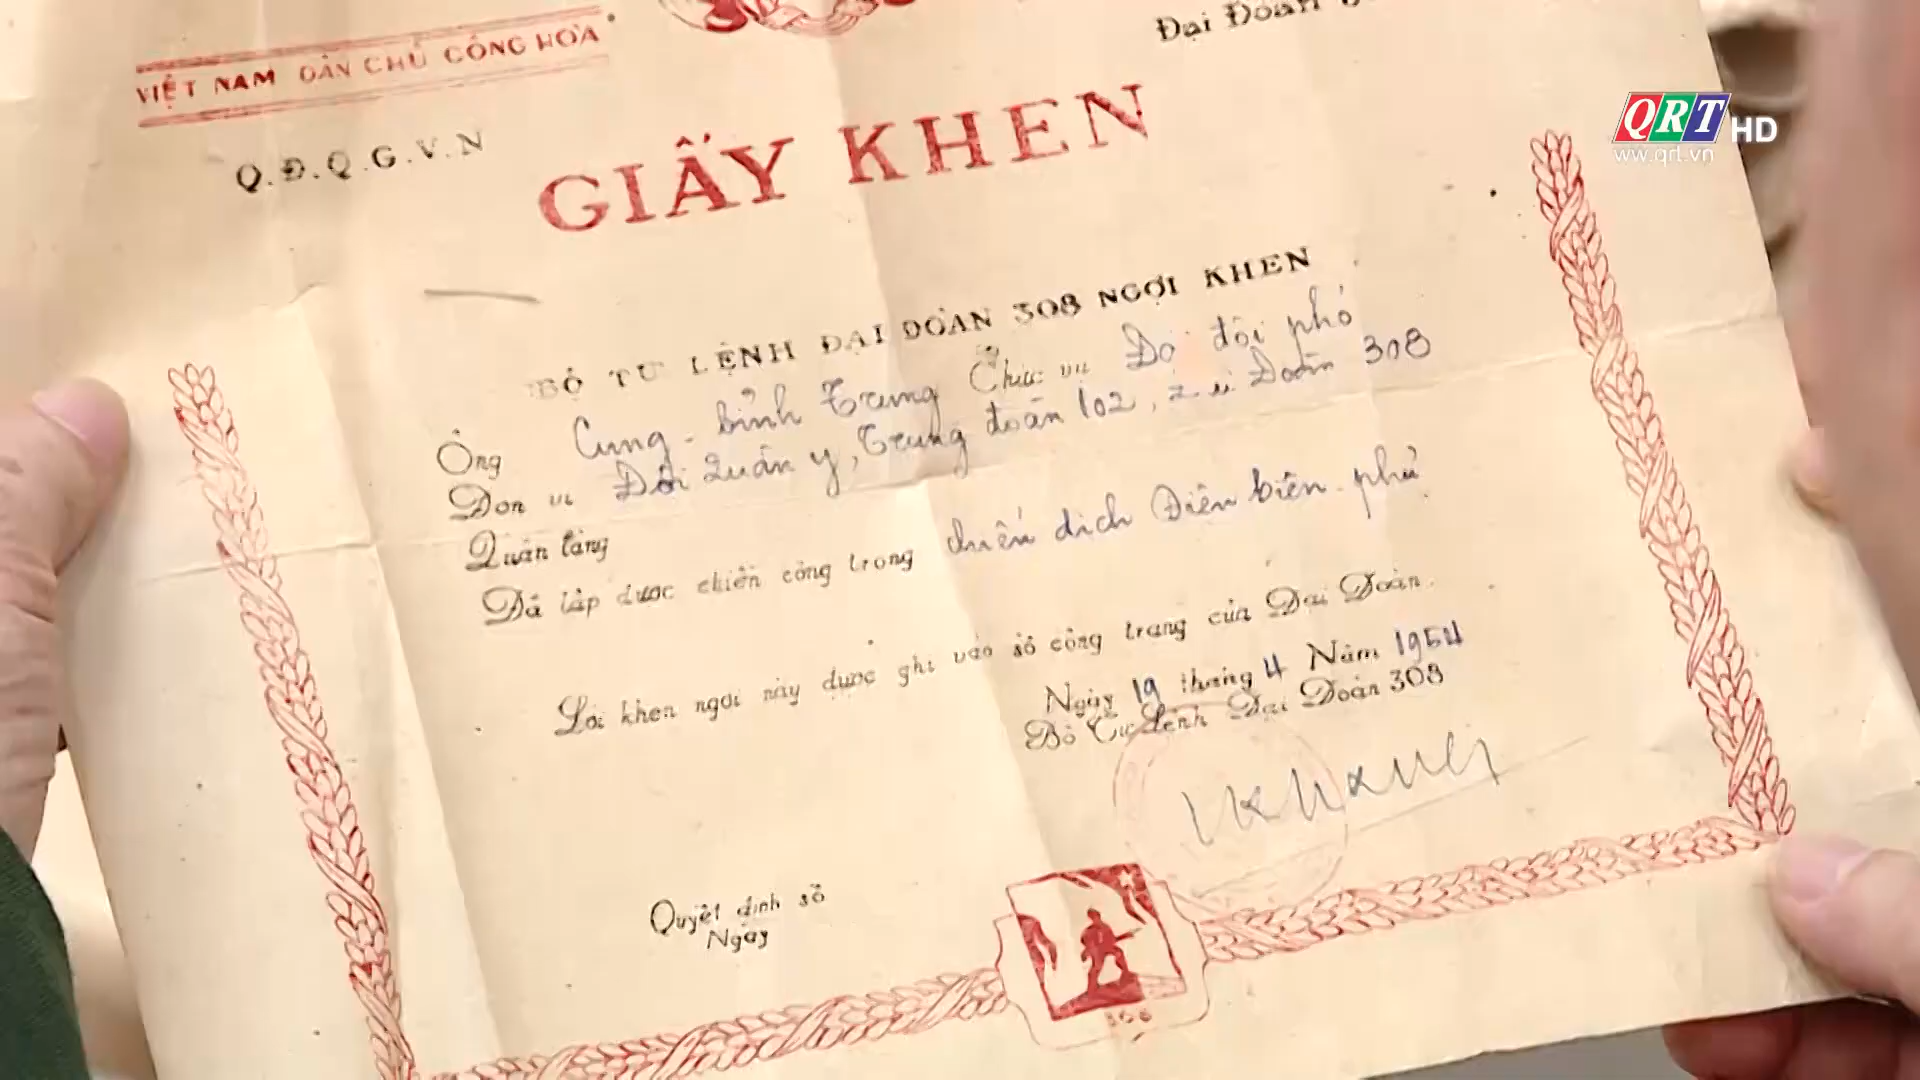 VIỆT NAM DÂN CHỦ CỘNG HÒA
Đại Đoàn
Q.Đ.Q.G.V.N
GIẤY KHEN
QRT HD
www.qrt.vn
BỘ TƯ LỆNH ĐẠI ĐOÀN 308 NGỢI KHEN
Ông Cung-đình Trung Chức vụ Đại đội phó
Đơn vị Đội Quân y, Trung đoàn 102, Đoàn 308
Quân tăng
Đã lập được chiến công trong chiến dịch Điện biên-phủ
Lời khen ngợi này được ghi vào sổ công trạng của Đại Đoàn.
Ngày 19 tháng 4 Năm 1954
Bộ Tư Lệnh Đại Đoàn 308
Quyết định số
Ngày
308